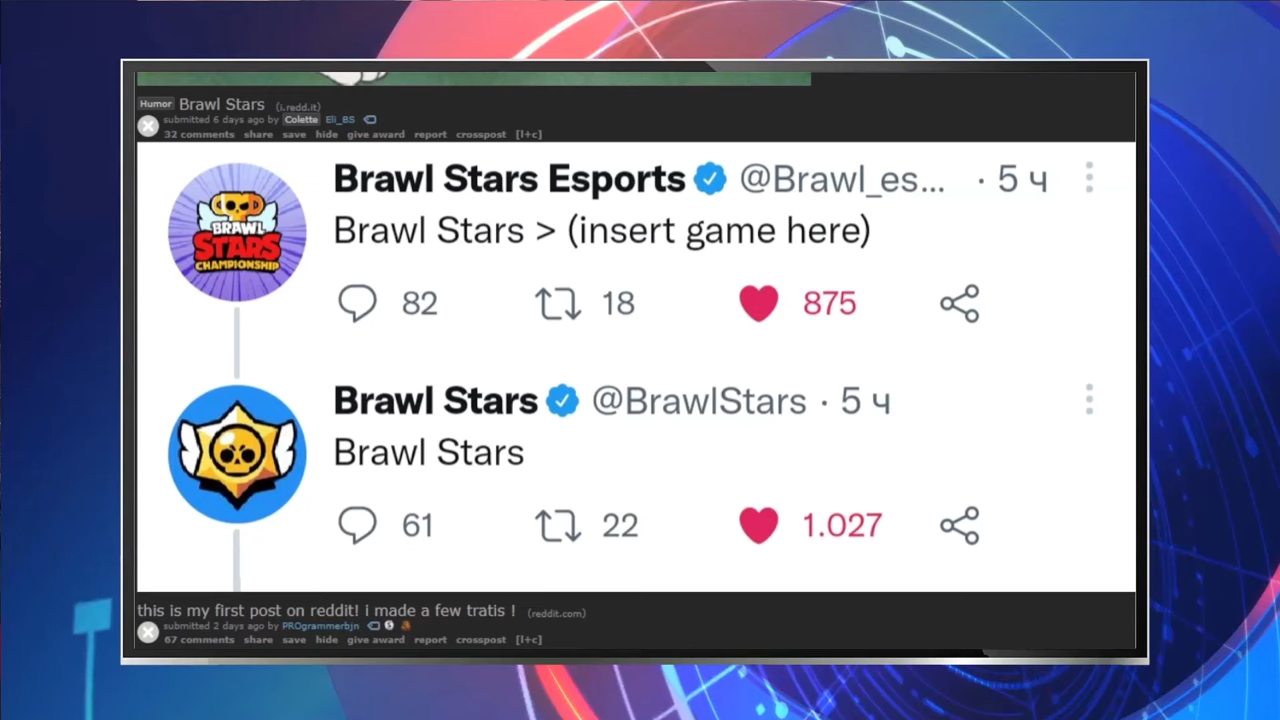 Humor Brawl Stars (i.redd.it)
submitted 6 days ago by Colette Eli_BS
32 comments share save hide give award report crosspost [l+c]
Brawl Stars Esports @Brawl_es... · 5 ч
BRAWL
STARS
CHAMPIONSHIP
Brawl Stars > (insert game here)
82 18 875
Brawl Stars @BrawlStars · 5 ч
Brawl Stars
61 22 1.027
this is my first post on reddit! i made a few tratis ! (reddit.com)
submitted 2 days ago by PROgrammerbjn
67 comments share save hide give award report crosspost [l+c]